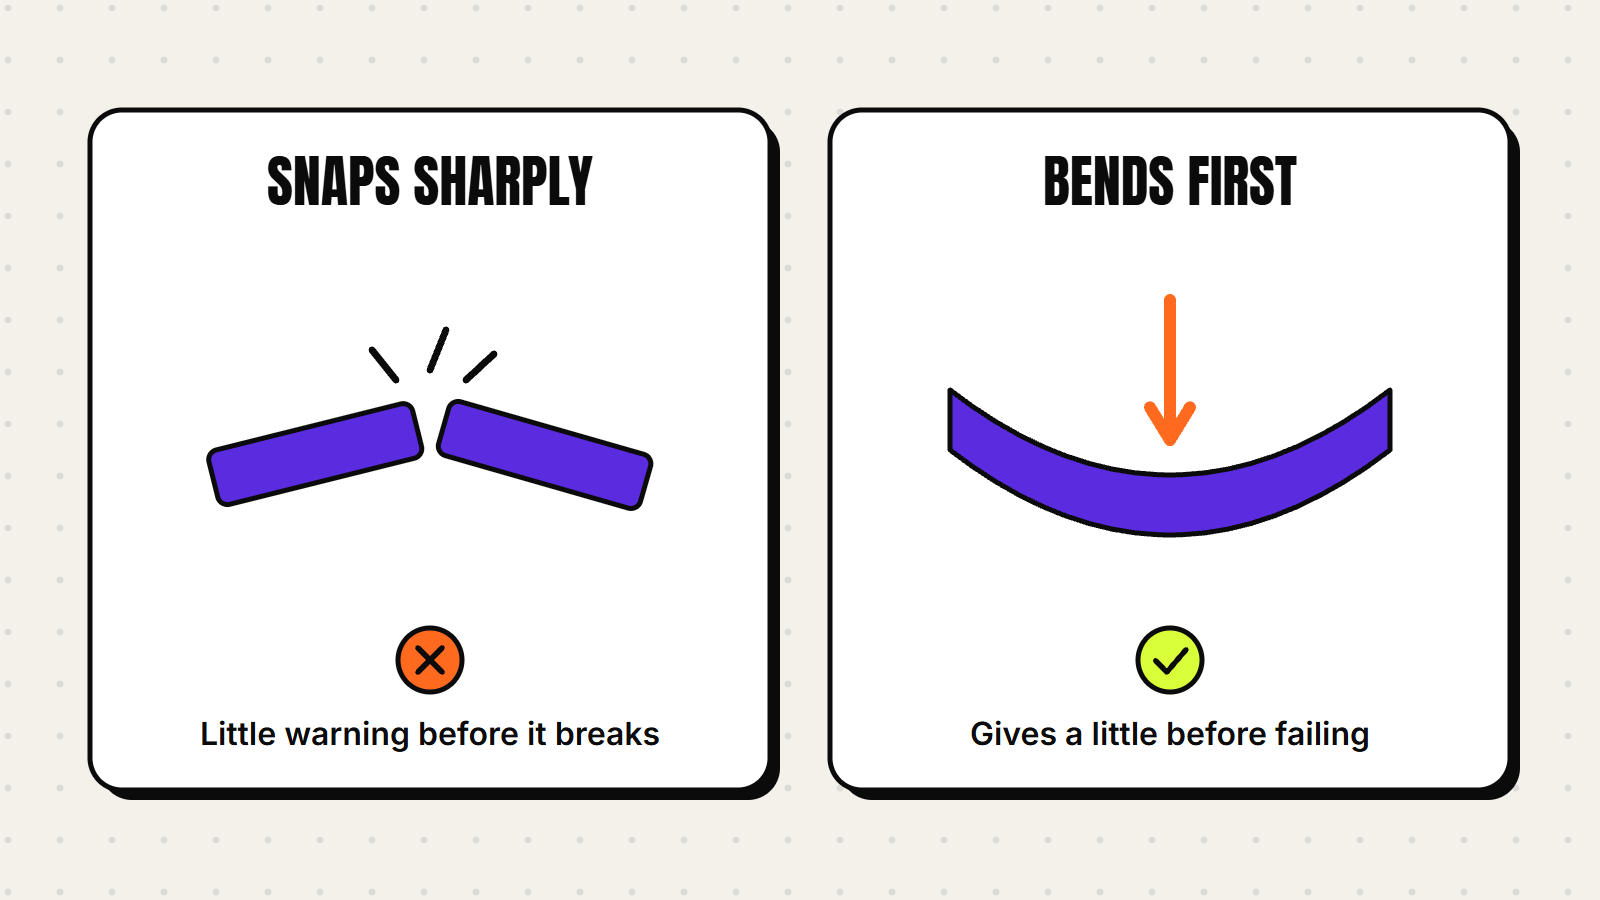 SNAPS SHARPLY
Little warning before it breaks
BENDS FIRST
Gives a little before failing